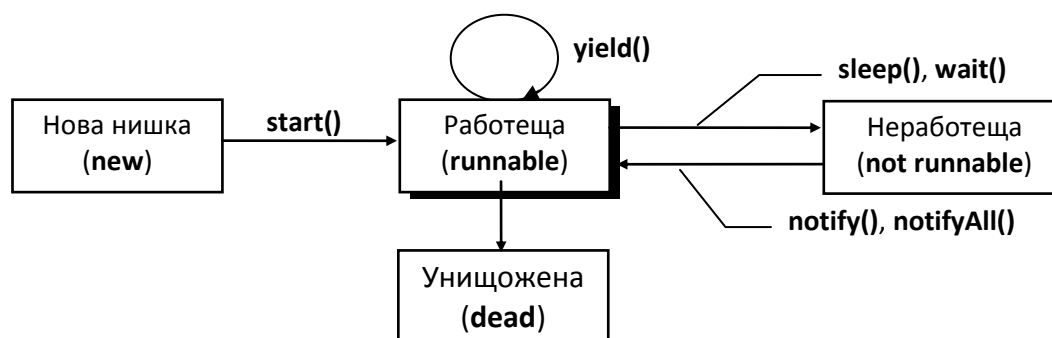 yield()
sleep(), wait()
Нова нишка
(new)
start()
Работеща
(runnable)
Неработеща
(not runnable)
notify(), notifyAll()
Унищожена
(dead)